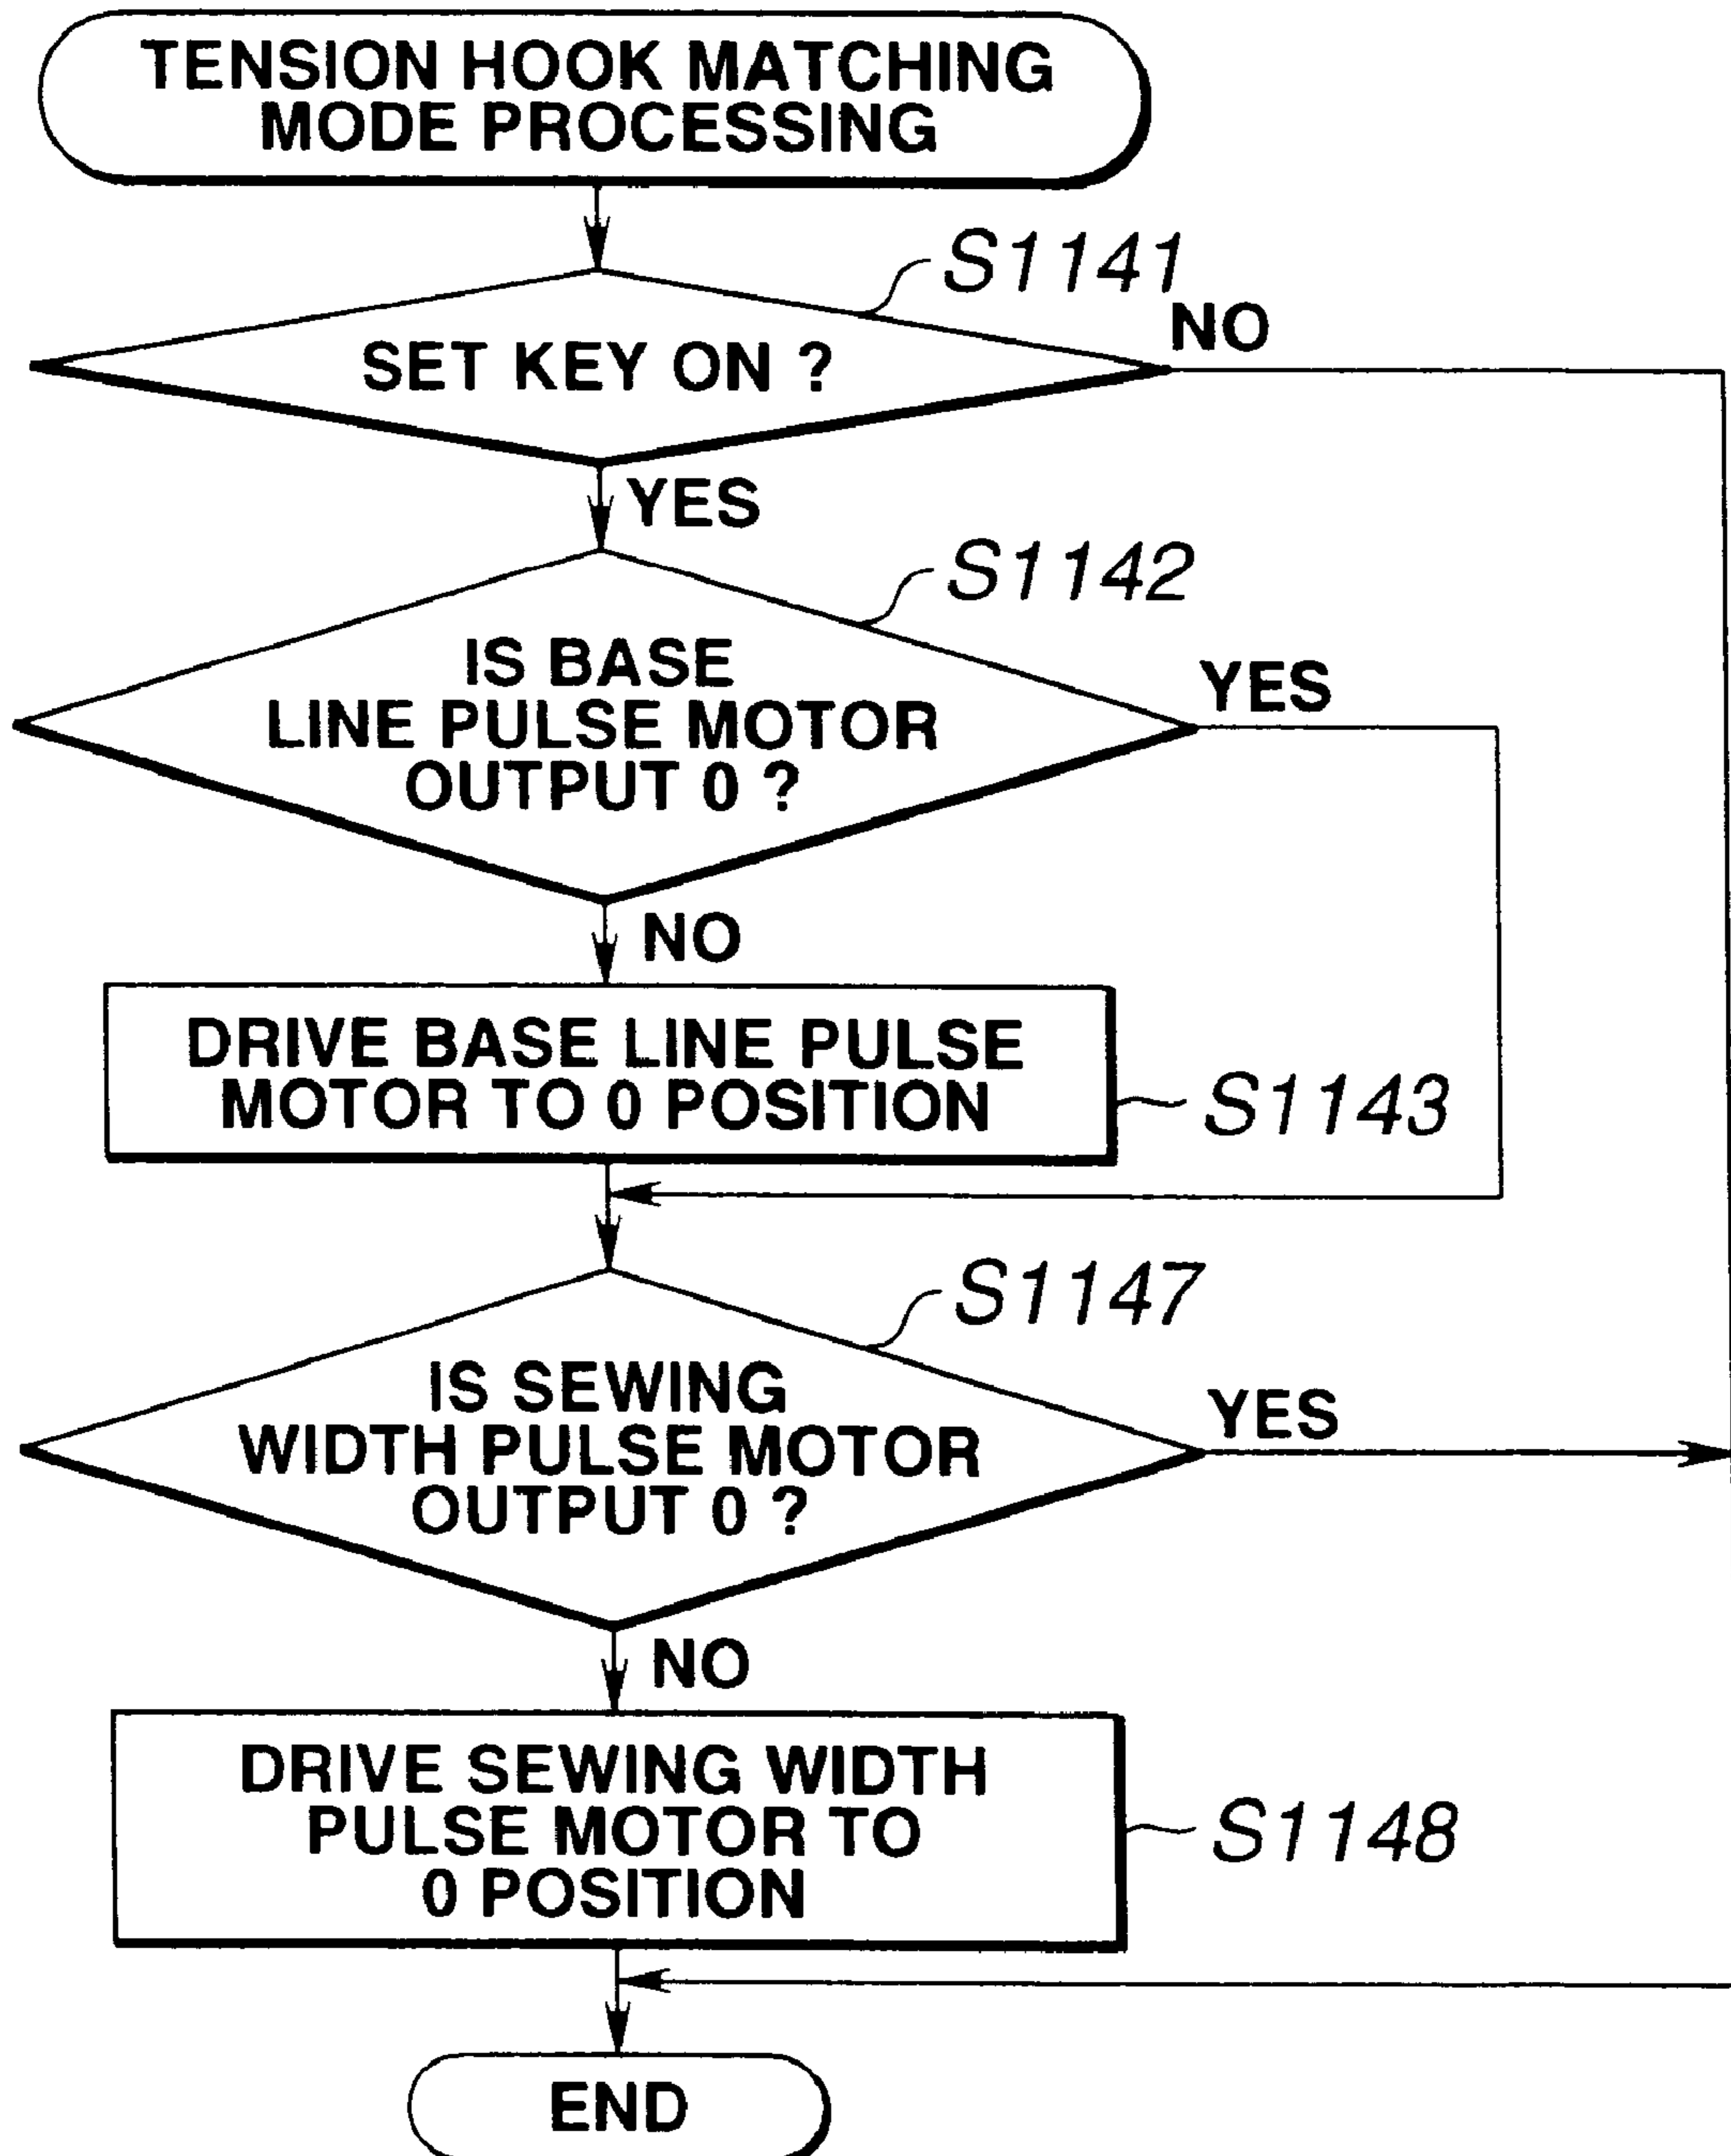 TENSION HOOK MATCHING
MODE PROCESSING
S1141
SET KEY ON ?
NO
YES
S1142
IS BASE
LINE PULSE MOTOR
OUTPUT 0 ?
YES
NO
DRIVE BASE LINE PULSE
MOTOR TO 0 POSITION
S1143
S1147
IS SEWING
WIDTH PULSE MOTOR
OUTPUT 0 ?
YES
NO
DRIVE SEWING WIDTH
PULSE MOTOR TO
0 POSITION
S1148
END